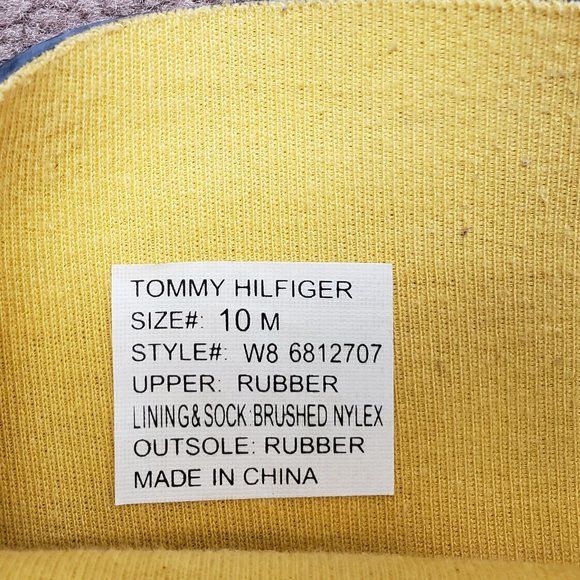 TOMMY HILFIGER
SIZE#: 10 M
STYLE#: W8 6812707
UPPER: RUBBER
LINING&SOCK:BRUSHED NYLEX
OUTSOLE: RUBBER
MADE IN CHINA